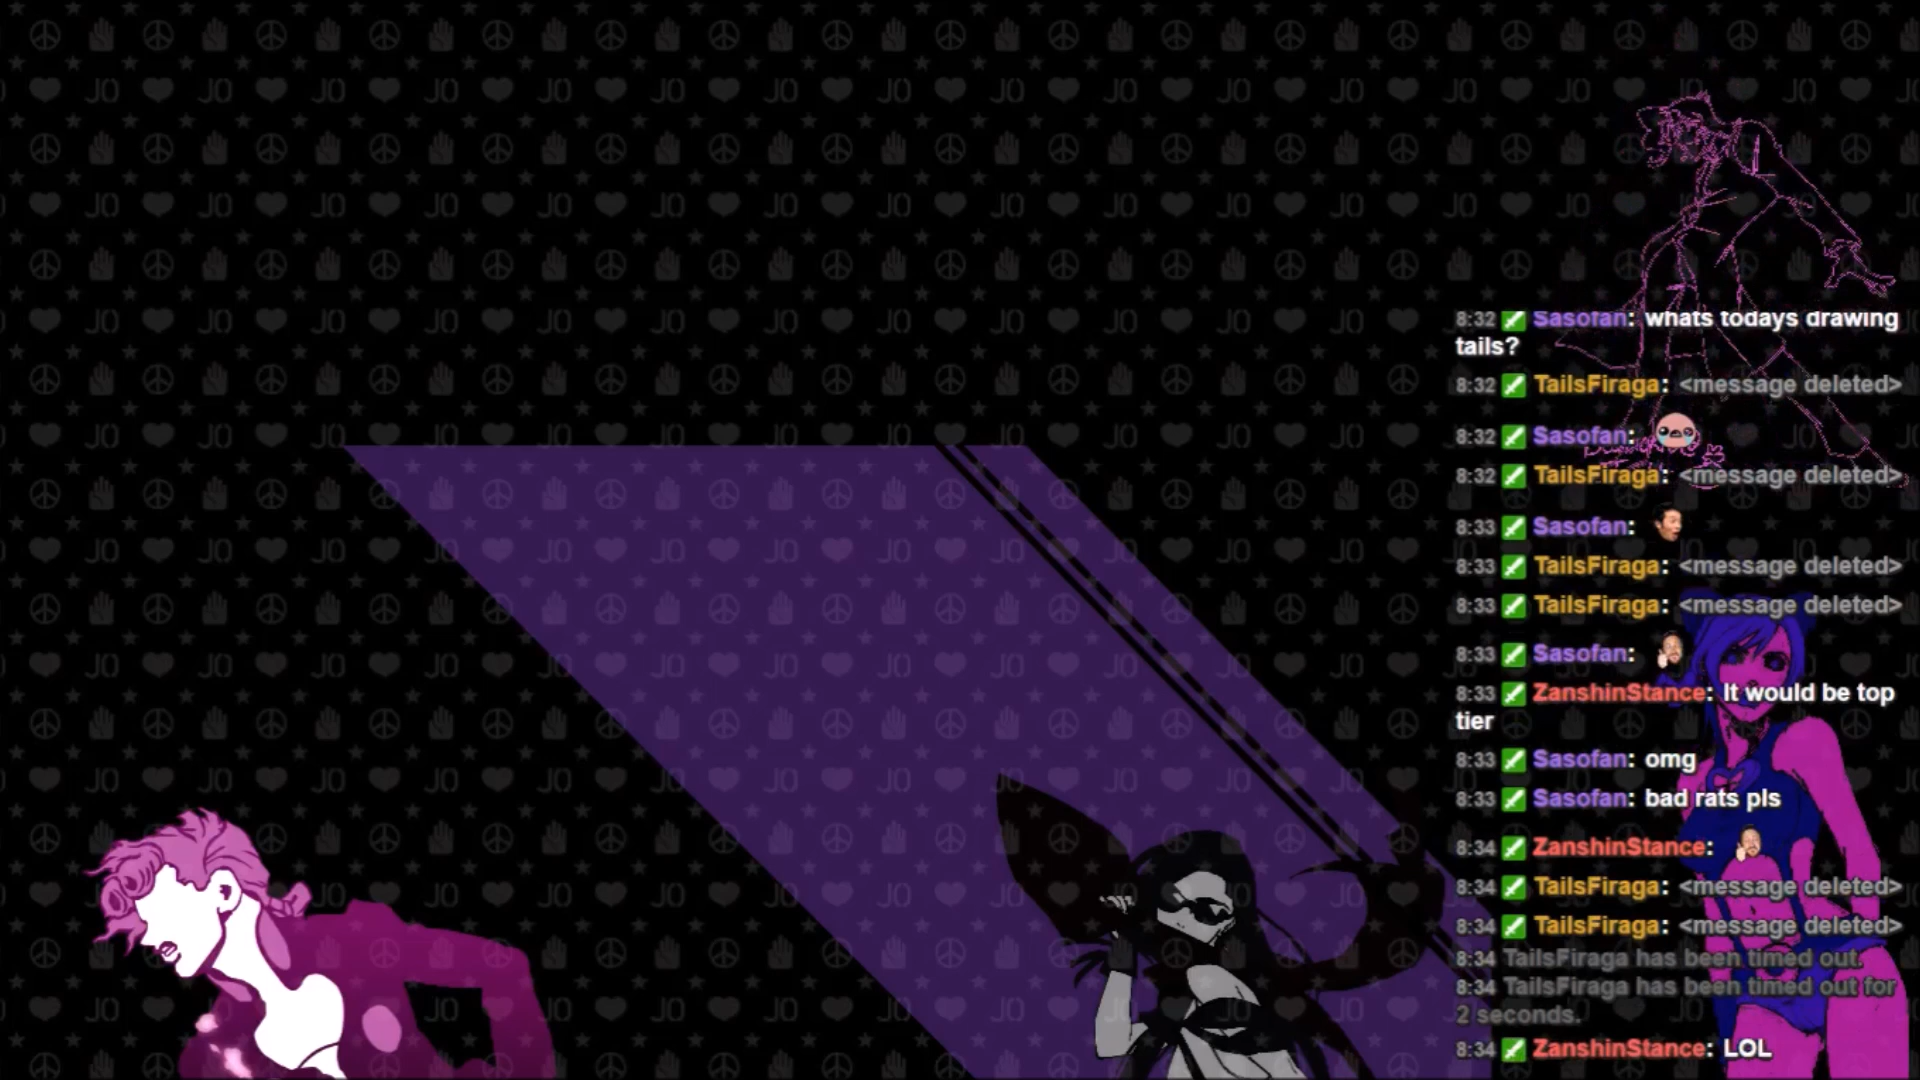 8:32 Sasofan: whats todays drawing
tails?
8:32 TailsFiraga: <message deleted>
8:32 Sasofan:
8:32 TailsFiraga: <message deleted>
8:33 Sasofan:
8:33 TailsFiraga: <message deleted>
8:33 TailsFiraga: <message deleted>
8:33 Sasofan:
8:33 ZanshinStance: It would be top
tier
8:33 Sasofan: omg
8:33 Sasofan: bad rats pls
8:34 ZanshinStance:
8:34 TailsFiraga: <message deleted>
8:34 TailsFiraga: <message deleted>
8:34 TailsFiraga has been timed out.
8:34 TailsFiraga has been timed out for
2 seconds.
8:34 ZanshinStance: LOL